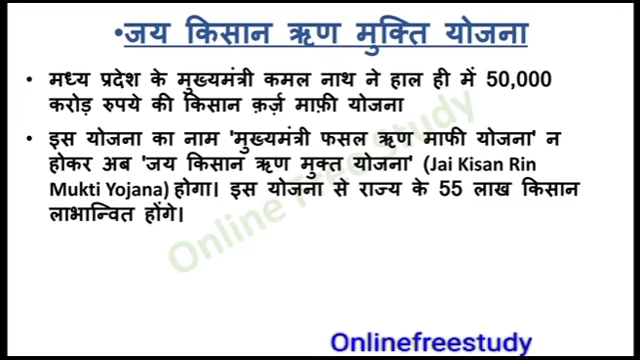 •जय किसान ऋण मुक्ति योजना
• मध्य प्रदेश के मुख्यमंत्री कमल नाथ ने हाल ही में 50,000
करोड़ रुपये की किसान क़र्ज़ माफ़ी योजना
• इस योजना का नाम 'मुख्यमंत्री फसल ऋण माफी योजना' न
होकर अब 'जय किसान ऋण मुक्त योजना' (Jai Kisan Rin
Mukti Yojana) होगा। इस योजना से राज्य के 55 लाख किसान
लाभान्वित होंगे।
Online Free Study
Onlinefreestudy